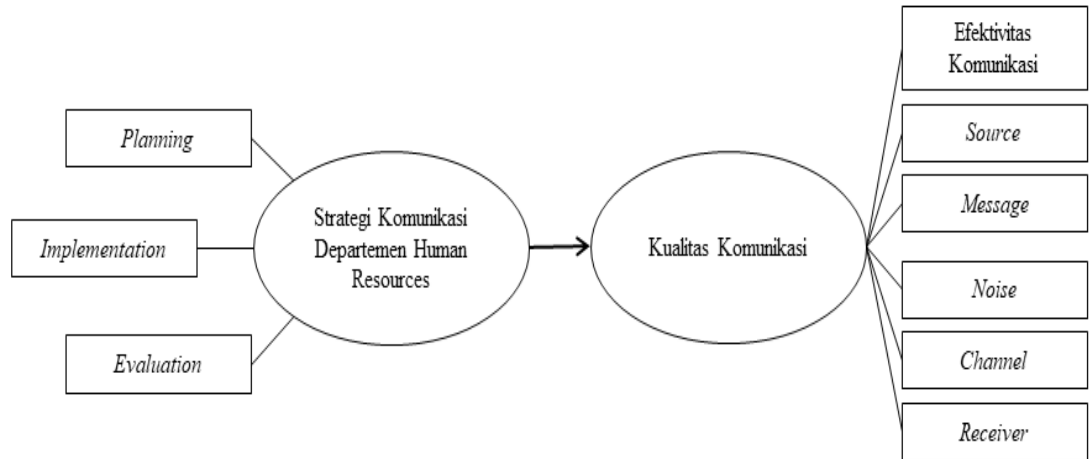 Planning
Implementation
Evaluation
Strategi Komunikasi
Departemen Human
Resources
Kualitas Komunikasi
Efektivitas
Komunikasi
Source
Message
Noise
Channel
Receiver